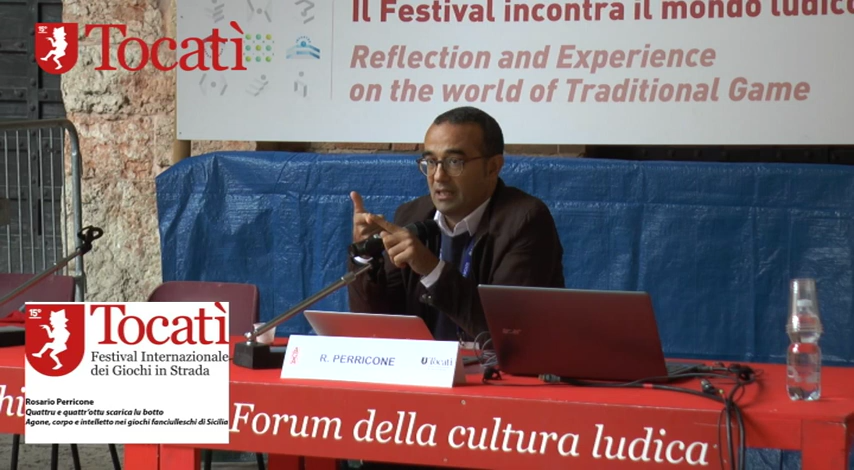 15°
Tocatì
Il Festival incontra il mondo ludico
Reflection and Experience
on the world of Traditional Game
R. PERRICONE
Tocatì
acer
15°
Tocatì
Festival Internazionale
dei Giochi in Strada
Rosario Perricone
Quattru e quattr'ottu scarica lu botto
Agone, corpo e intelletto nei giochi fanciulleschi di Sicilia
hi
Forum della cultura ludica